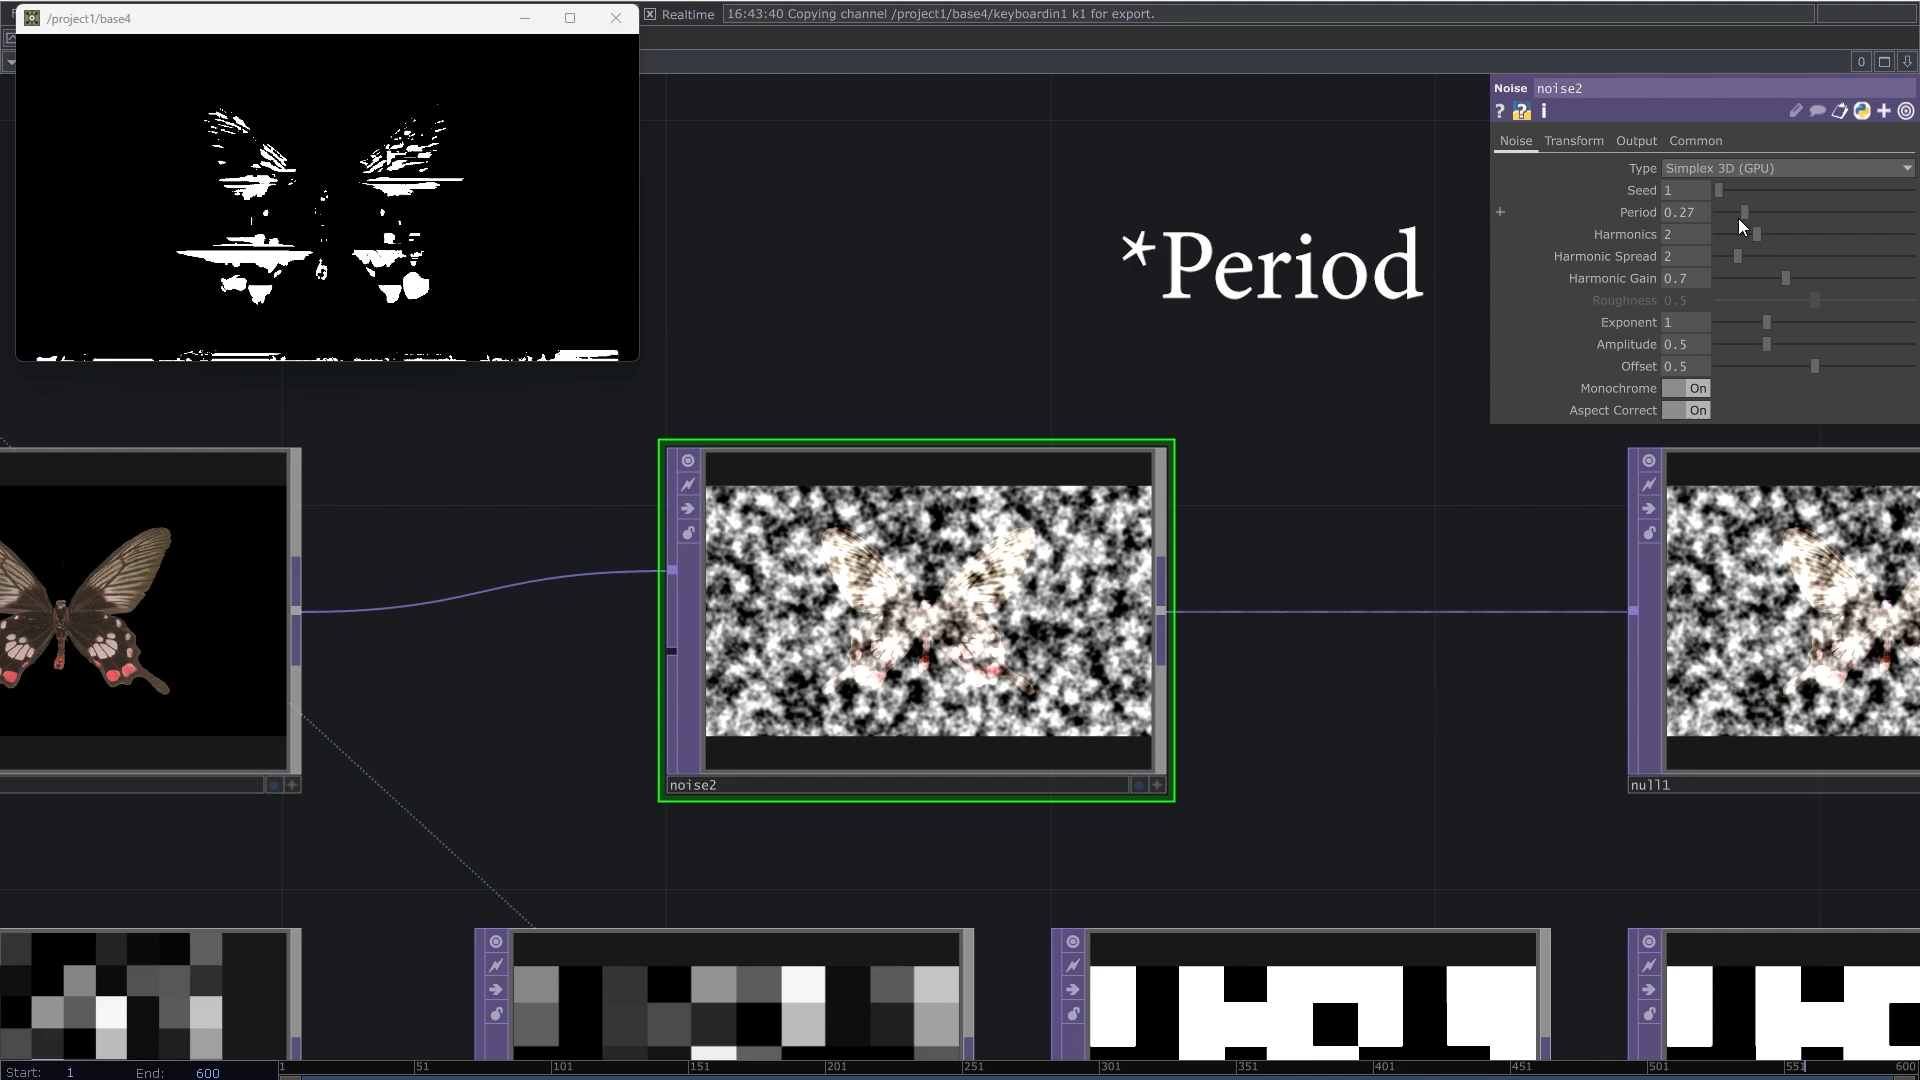 /project1/base4
Realtime
16:43:40 Copying channel /project1/base4/keyboardin1 k1 for export.
0
Noise noise2
? ? i
Noise Transform Output Common
Type Simplex 3D (GPU)
Seed 1
Period 0.27
Harmonics 2
Harmonic Spread 2
Harmonic Gain 0.7
Roughness 0.5
Exponent 1
Amplitude 0.5
Offset 0.5
Monochrome On
Aspect Correct On
*Period
noise2
null1
Start: 1 End: 600
1 51 101 151 201 251 301 351 401 451 501 551 600